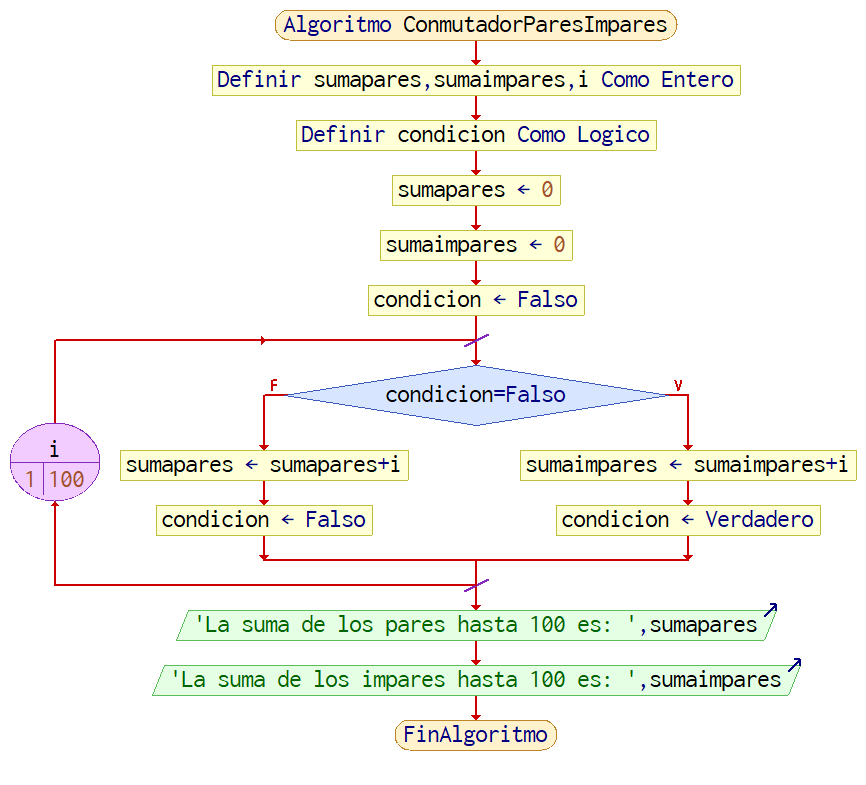 Algoritmo ConmutadorParesImpares
Definir sumapares,sumaimpares,i Como Entero
Definir condicion Como Logico
sumapares ← 0
sumaimpares ← 0
condicion ← Falso
i
1 100
condicion=Falso
F
V
sumapares ← sumapares+i
sumaimpares ← sumaimpares+i
condicion ← Falso
condicion ← Verdadero
'La suma de los pares hasta 100 es: ',sumapares
'La suma de los impares hasta 100 es: ',sumaimpares
FinAlgoritmo